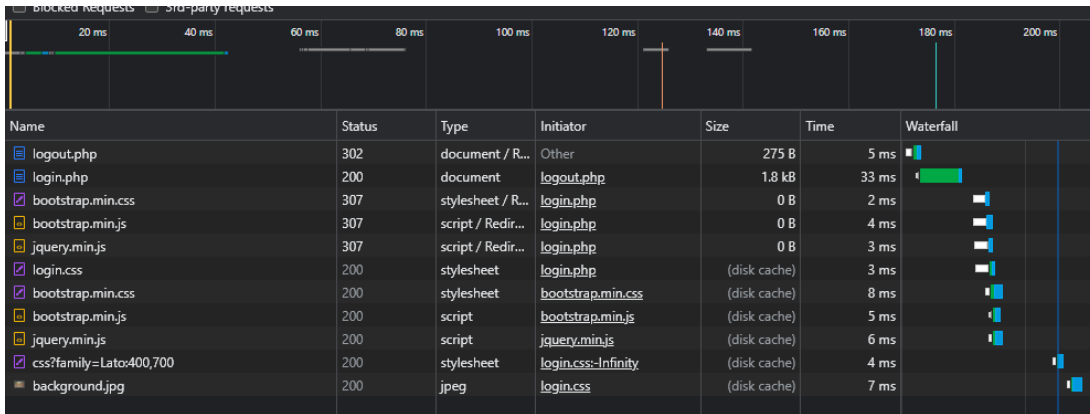 Blocked Requests 3rd-party requests
20 ms 40 ms 60 ms 80 ms 100 ms 120 ms 140 ms 160 ms 180 ms 200 ms
Name Status Type Initiator Size Time Waterfall
logout.php 302 document / R... Other 275 B 5 ms
login.php 200 document logout.php 1.8 kB 33 ms
bootstrap.min.css 307 stylesheet / R... login.php 0 B 2 ms
bootstrap.min.js 307 script / Redir... login.php 0 B 4 ms
jquery.min.js 307 script / Redir... login.php 0 B 3 ms
login.css 200 stylesheet login.php (disk cache) 3 ms
bootstrap.min.css 200 stylesheet bootstrap.min.css (disk cache) 8 ms
bootstrap.min.js 200 script bootstrap.min.js (disk cache) 5 ms
jquery.min.js 200 script jquery.min.js (disk cache) 6 ms
css?family=Lato:400,700 200 stylesheet login.css:-Infinity (disk cache) 4 ms
background.jpg 200 jpeg login.css (disk cache) 7 ms